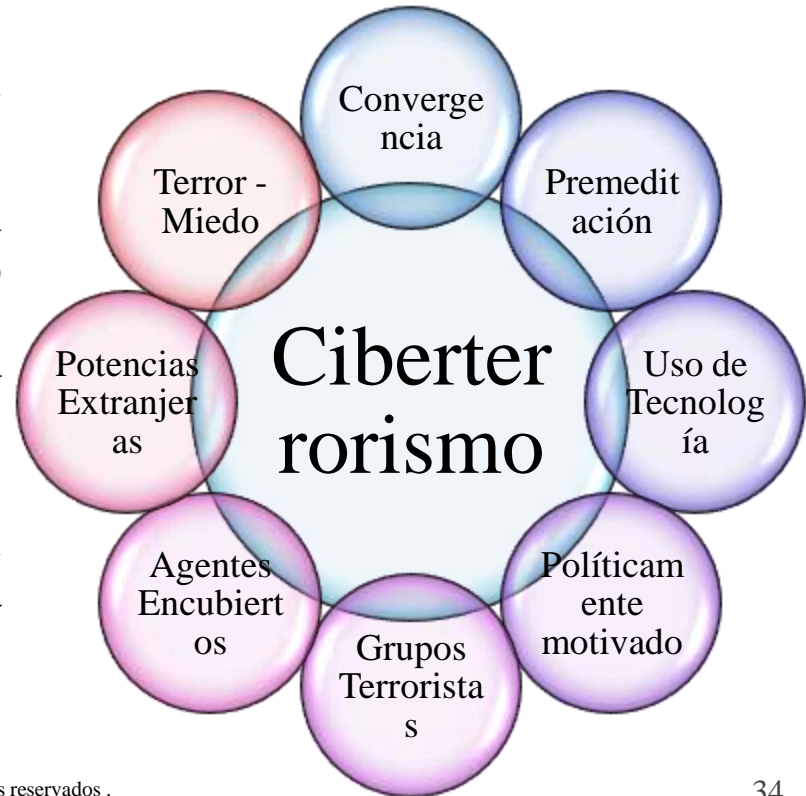 Converge
ncia
Premedit
ación
Uso de
Tecnolog
ía
Políticam
ente
motivado
Grupos
Terrorista
s
Agentes
Encubiert
os
Potencias
Extranjer
as
Terror -
Miedo
Ciberter
rorismo
s reservados .
34